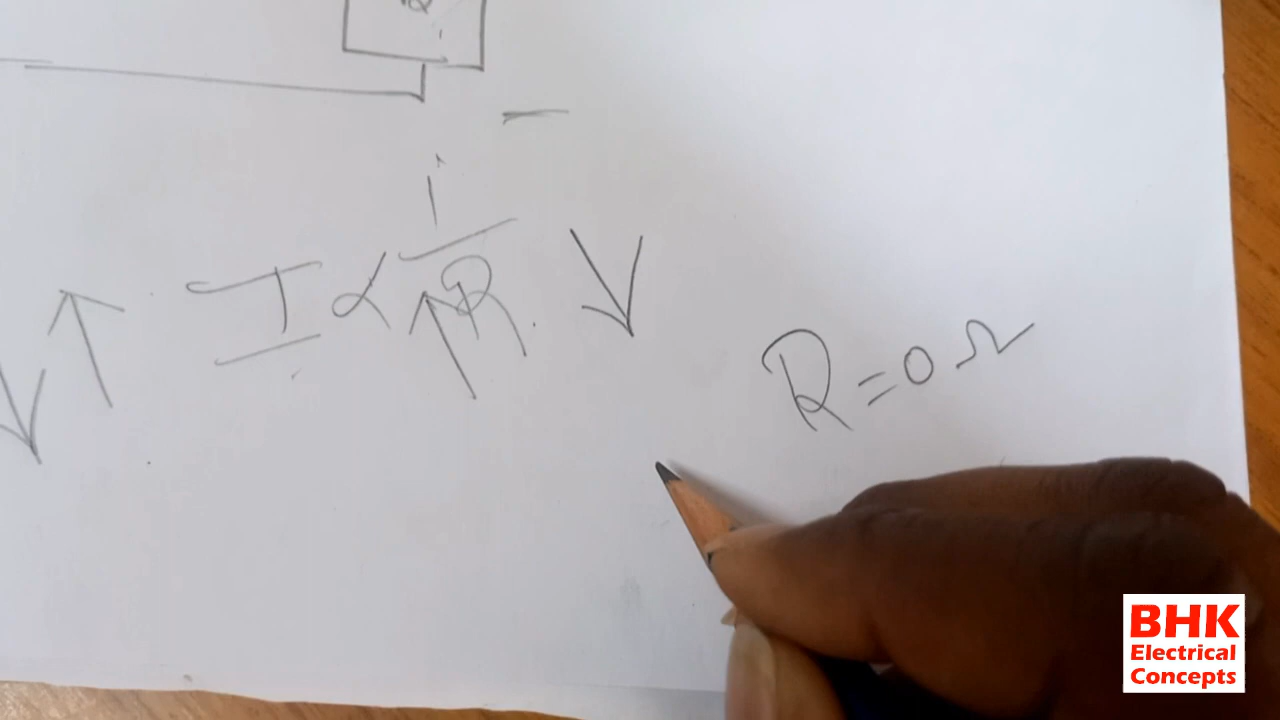 I ∝ 1/R
R=0Ω
BHK
Electrical
Concepts